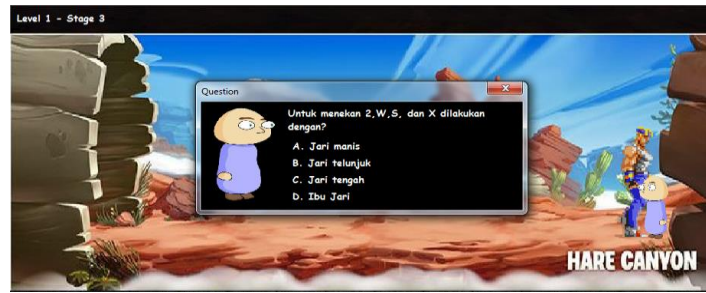 Level 1 - Stage 3
Question
Untuk menekan 2,W,S, dan X dilakukan
dengan?
A. Jari manis
B. Jari telunjuk
C. Jari tengah
D. Ibu Jari
HARE CANYON